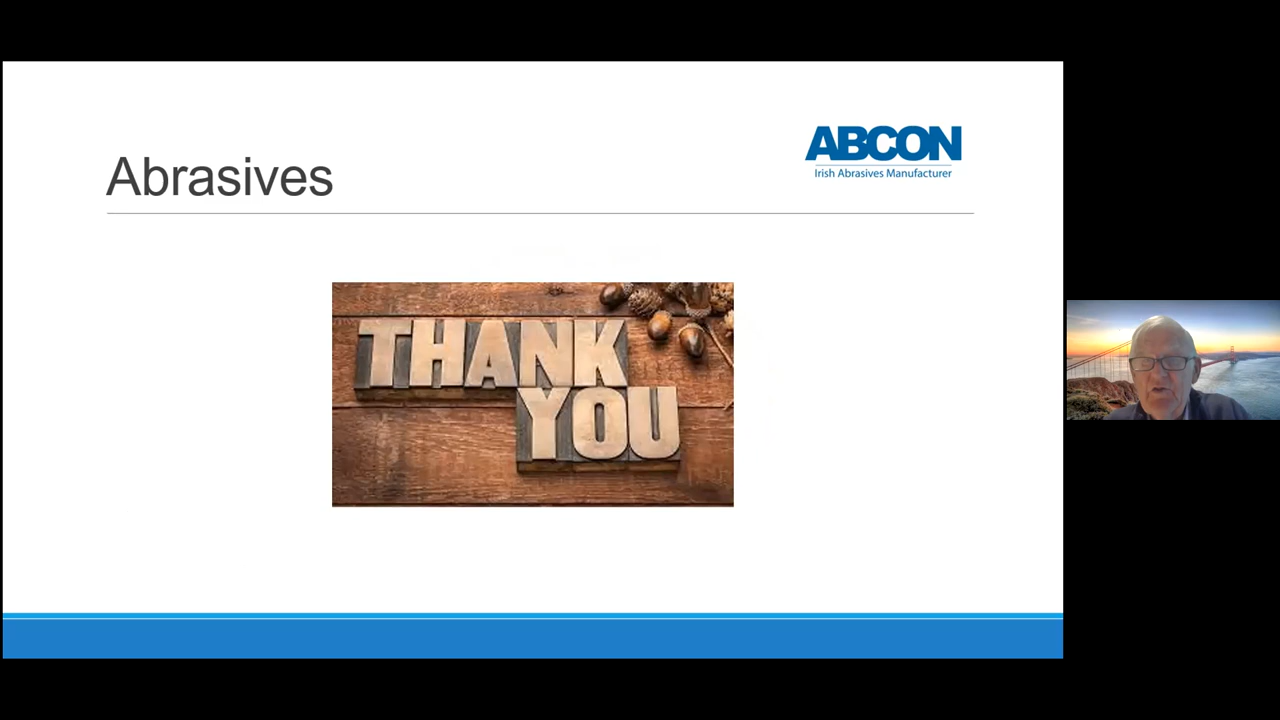 ABCON
Irish Abrasives Manufacturer
Abrasives
THANK
YOU